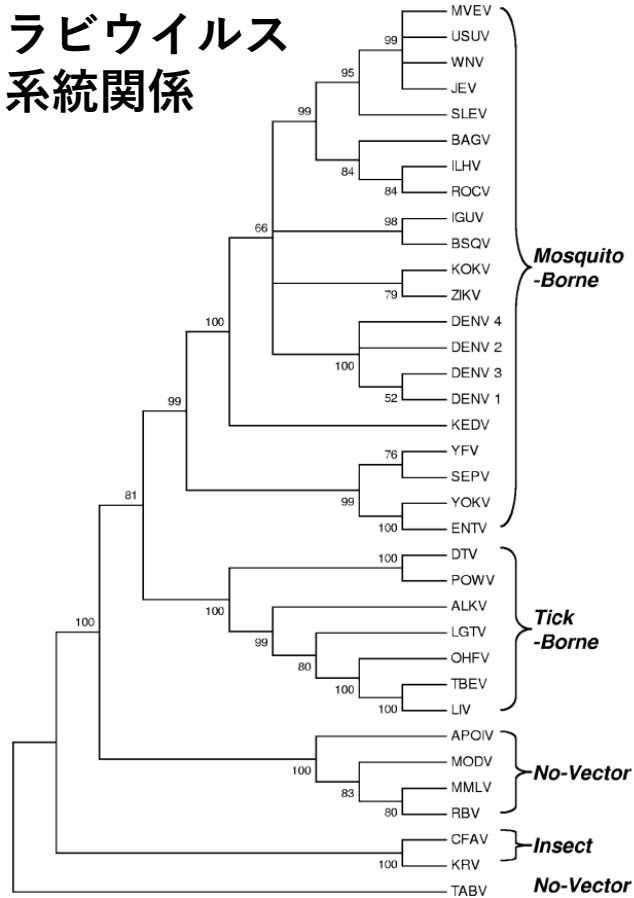 ラビウイルス
系統関係
MVEV
99
USUV
WNV
95
JEV
99
SLEV
BAGV
84
ILHV
84
ROCV
66
98
IGUV
BSQV
Mosquito
-Borne
KOKV
79
ZIKV
100
DENV 4
DENV 2
100
DENV 3
52
DENV 1
99
KEDV
76
YFV
SEPV
81
99
YOKV
100
ENTV
100
DTV
POWV
100
ALKV
99
Tick
-Borne
LGTV
80
OHFV
100
TBEV
100
LIV
100
APOIV
100
MODV
No-Vector
83
MMLV
80
RBV
CFAV
Insect
100
KRV
TABV
No-Vector